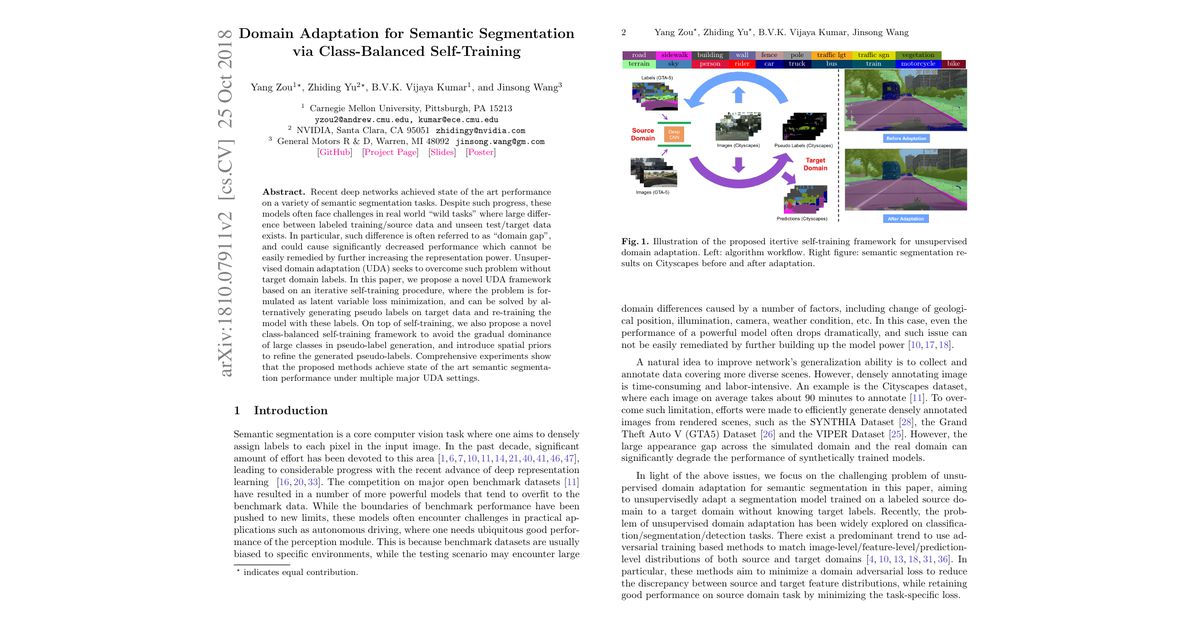 arXiv:1810.07911v2 [cs.CV] 25 Oct 2018
Domain Adaptation for Semantic Segmentation
via Class-Balanced Self-Training
Yang Zou1⋆, Zhiding Yu2⋆, B.V.K. Vijaya Kumar1, and Jinsong Wang3
1 Carnegie Mellon University, Pittsburgh, PA 15213
yzou2@andrew.cmu.edu, kumar@ece.cmu.edu
2 NVIDIA, Santa Clara, CA 95051 zhidingy@nvidia.com
3 General Motors R & D, Warren, MI 48092 jinsong.wang@gm.com
[GitHub] [Project Page] [Slides] [Poster]
Abstract. Recent deep networks achieved state of the art performance
on a variety of semantic segmentation tasks. Despite such progress, these
models often face challenges in real world “wild tasks” where large diffe-
rence between labeled training/source data and unseen test/target data
exists. In particular, such difference is often referred to as “domain gap”,
and could cause significantly decreased performance which cannot be
easily remedied by further increasing the representation power. Unsuper-
vised domain adaptation (UDA) seeks to overcome such problem without
target domain labels. In this paper, we propose a novel UDA framework
based on an iterative self-training procedure, where the problem is for-
mulated as latent variable loss minimization, and can be solved by al-
ternatively generating pseudo labels on target data and re-training the
model with these labels. On top of self-training, we also propose a novel
class-balanced self-training framework to avoid the gradual dominance
of large classes in pseudo-label generation, and introduce spatial priors
to refine the generated pseudo-labels. Comprehensive experiments show
that the proposed methods achieve state of the art semantic segmenta-
tion performance under multiple major UDA settings.
1 Introduction
Semantic segmentation is a core computer vision task where one aims to densely
assign labels to each pixel in the input image. In the past decade, significant
amount of effort has been devoted to this area [1,6,7,10,11,14,21,40,41,46,47],
leading to considerable progress with the recent advance of deep representation
learning [16,20,33]. The competition on major open benchmark datasets [11]
have resulted in a number of more powerful models that tend to overfit to the
benchmark data. While the boundaries of benchmark performance have been
pushed to new limits, these models often encounter challenges in practical ap-
plications such as autonomous driving, where one needs ubiquitous good perfor-
mance of the perception module. This is because benchmark datasets are usually
biased to specific environments, while the testing scenario may encounter large
⋆ indicates equal contribution.
2 Yang Zou⋆, Zhiding Yu⋆, B.V.K. Vijaya Kumar, Jinsong Wang
road sidewalk building wall fence pole traffic lgt traffic sgn vegetation
terrain sky person rider car truck bus train motorcycle bike
Labels (GTA-5)
Source
Domain
Deep
CNN
Images (GTA-5)
Images (Cityscapes)
Pseudo Labels (Cityscapes)
Target
Domain
Predictions (Cityscapes)
Before Adaptation
After Adaptation
Fig. 1. Illustration of the proposed itertive self-training framework for unsupervised
domain adaptation. Left: algorithm workflow. Right figure: semantic segmentation re-
sults on Cityscapes before and after adaptation.
domain differences caused by a number of factors, including change of geologi-
cal position, illumination, camera, weather condition, etc. In this case, even the
performance of a powerful model often drops dramatically, and such issue can
not be easily remediated by further building up the model power [10,17,18].
A natural idea to improve network's generalization ability is to collect and
annotate data covering more diverse scenes. However, densely annotating image
is time-consuming and labor-intensive. An example is the Cityscapes dataset,
where each image on average takes about 90 minutes to annotate [11]. To over-
come such limitation, efforts were made to efficiently generate densely annotated
images from rendered scenes, such as the SYNTHIA Dataset [28], the Grand
Theft Auto V (GTA5) Dataset [26] and the VIPER Dataset [25]. However, the
large appearance gap across the simulated domain and the real domain can
significantly degrade the performance of synthetically trained models.
In light of the above issues, we focus on the challenging problem of unsu-
pervised domain adaptation for semantic segmentation in this paper, aiming
to unsupervisedly adapt a segmentation model trained on a labeled source do-
main to a target domain without knowing target labels. Recently, the prob-
lem of unsupervised domain adaptation has been widely explored on classifica-
tion/segmentation/detection tasks. There exist a predominant trend to use ad-
versarial training based methods to match image-level/feature-level/prediction-
level distributions of both source and target domains [4,10,13,18,31,36]. In
particular, these methods aim to minimize a domain adversarial loss to reduce
the discrepancy between source and target feature distributions, while retaining
good performance on source domain task by minimizing the task-specific loss.